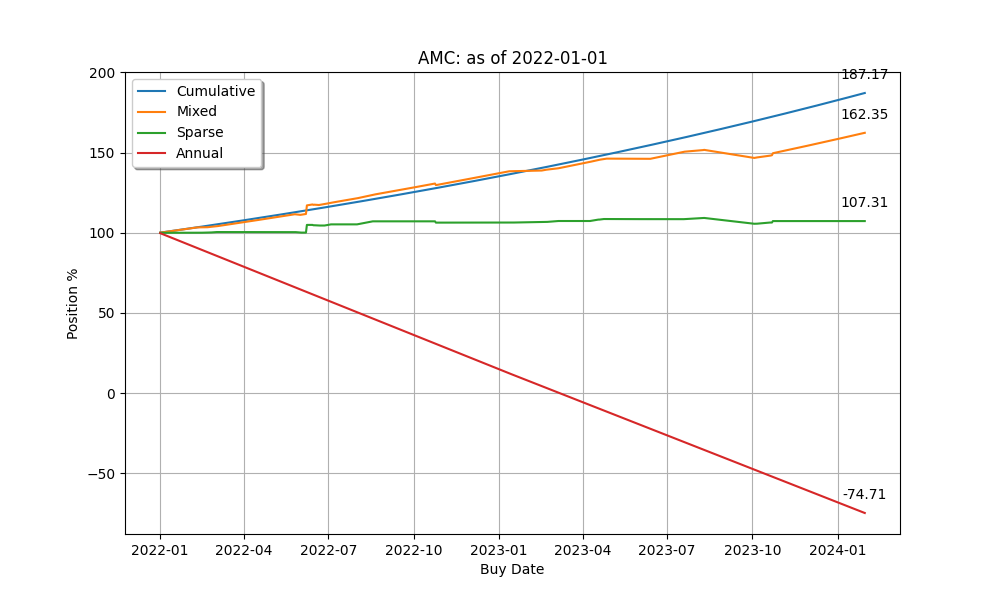 AMC: as of 2022-01-01
Cumulative
Mixed
Sparse
Annual
187.17
162.35
107.31
-74.71
200
150
100
50
0
−50
Position %
2022-01 2022-04 2022-07 2022-10 2023-01 2023-04 2023-07 2023-10 2024-01
Buy Date